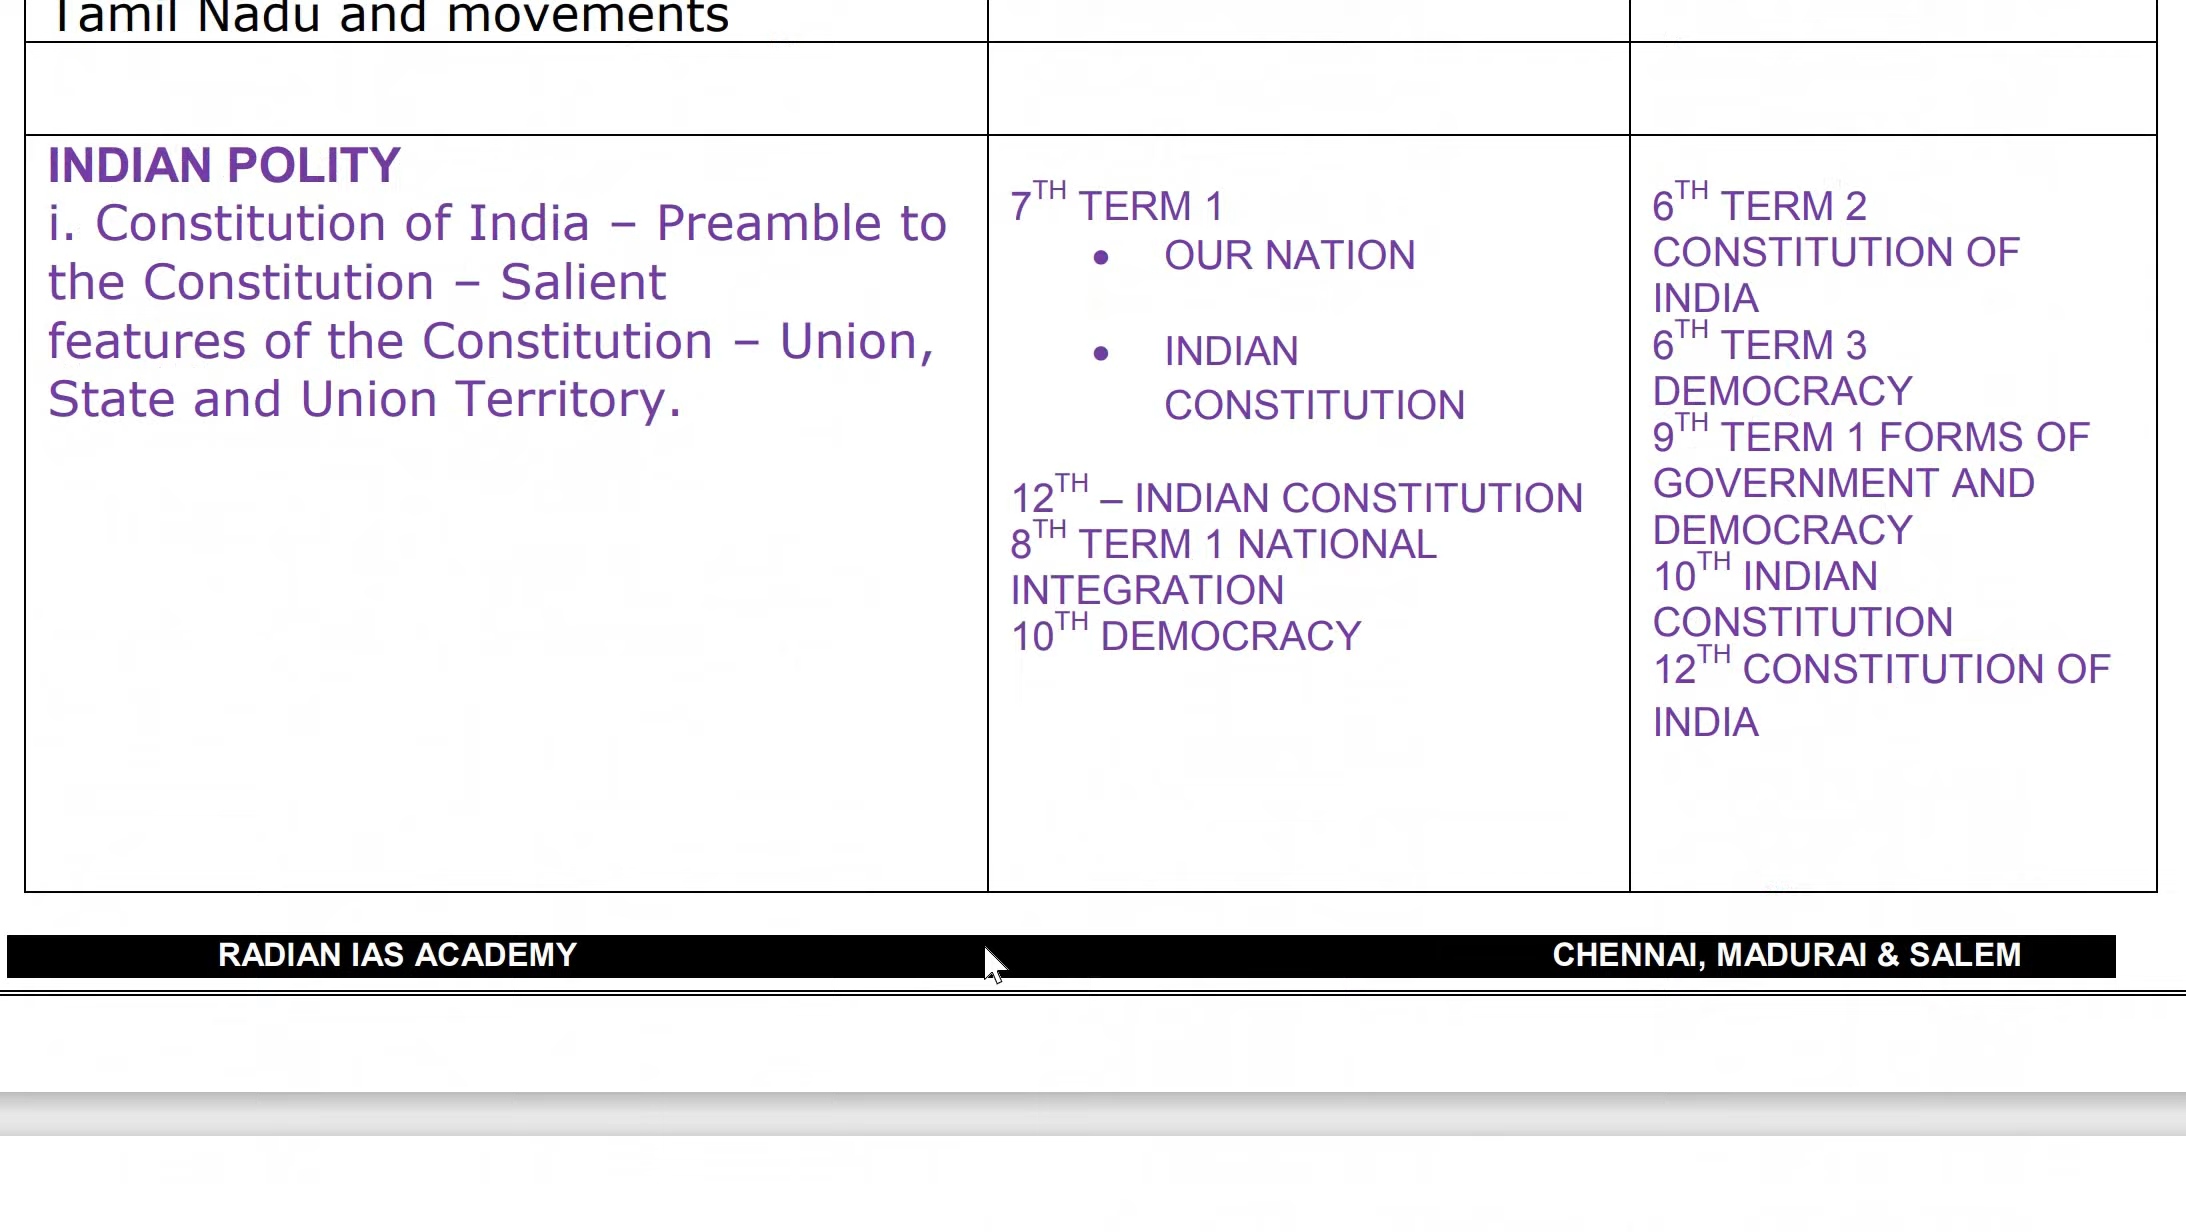 Tamil Nadu and movements
INDIAN POLITY
i. Constitution of India – Preamble to
the Constitution – Salient
features of the Constitution – Union,
State and Union Territory.
7TH TERM 1
• OUR NATION
• INDIAN
CONSTITUTION
12TH – INDIAN CONSTITUTION
8TH TERM 1 NATIONAL
INTEGRATION
10TH DEMOCRACY
6TH TERM 2
CONSTITUTION OF
INDIA
6TH TERM 3
DEMOCRACY
9TH TERM 1 FORMS OF
GOVERNMENT AND
DEMOCRACY
10TH INDIAN
CONSTITUTION
12TH CONSTITUTION OF
INDIA
RADIAN IAS ACADEMY
CHENNAI, MADURAI & SALEM